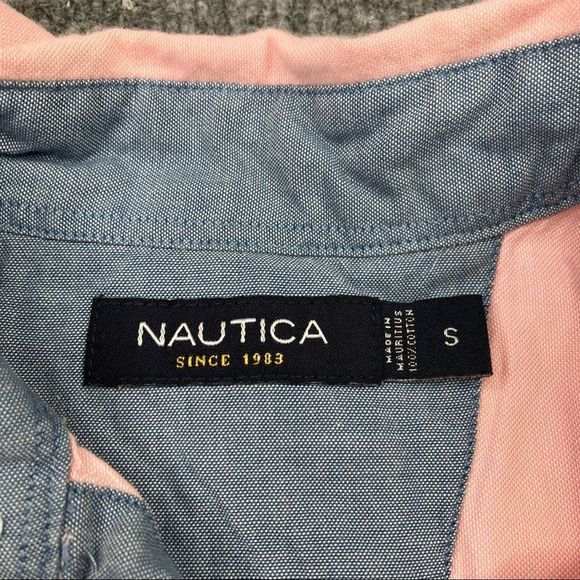 NAUTICA
SINCE 1983
MADE IN
MAURITIUS
100% COTTON
S